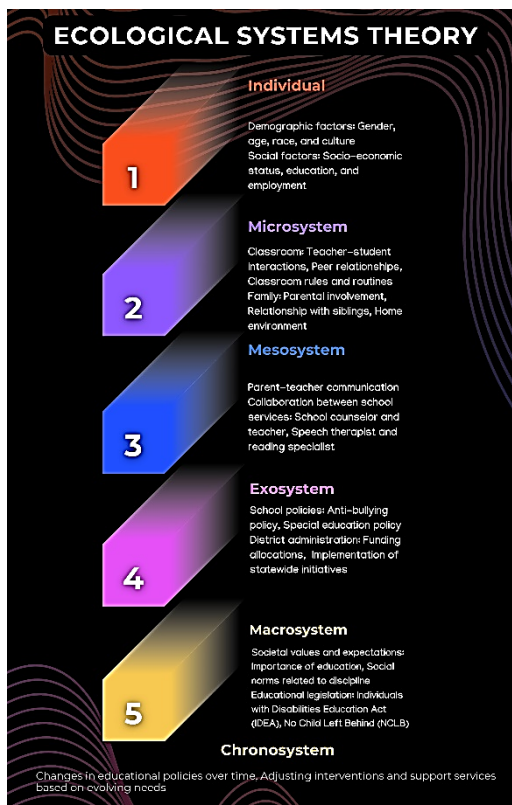 ECOLOGICAL SYSTEMS THEORY
Individual
Demographic factors: Gender,
age, race, and culture
Social factors: Socio-economic
status, education, and
employment
1
Microsystem
Classroom: Teacher-student
interactions, Peer relationships,
Classroom rules and routines
Family: Parental involvement,
Relationship with siblings, Home
environment
2
Mesosystem
Parent-teacher communication
Collaboration between school
services: School counselor and
teacher, Speech therapist and
reading specialist
3
Exosystem
School policies: Anti-bullying
policy, Special education policy
District administration: Funding
allocations, Implementation of
statewide initiatives
4
Macrosystem
Societal values and expectations:
Importance of education, Social
norms related to discipline
Educational legislation: Individuals
with Disabilities Education Act
(IDEA), No Child Left Behind (NCLB)
5
Chronosystem
Changes in educational policies over time, Adjusting interventions and support services
based on evolving needs